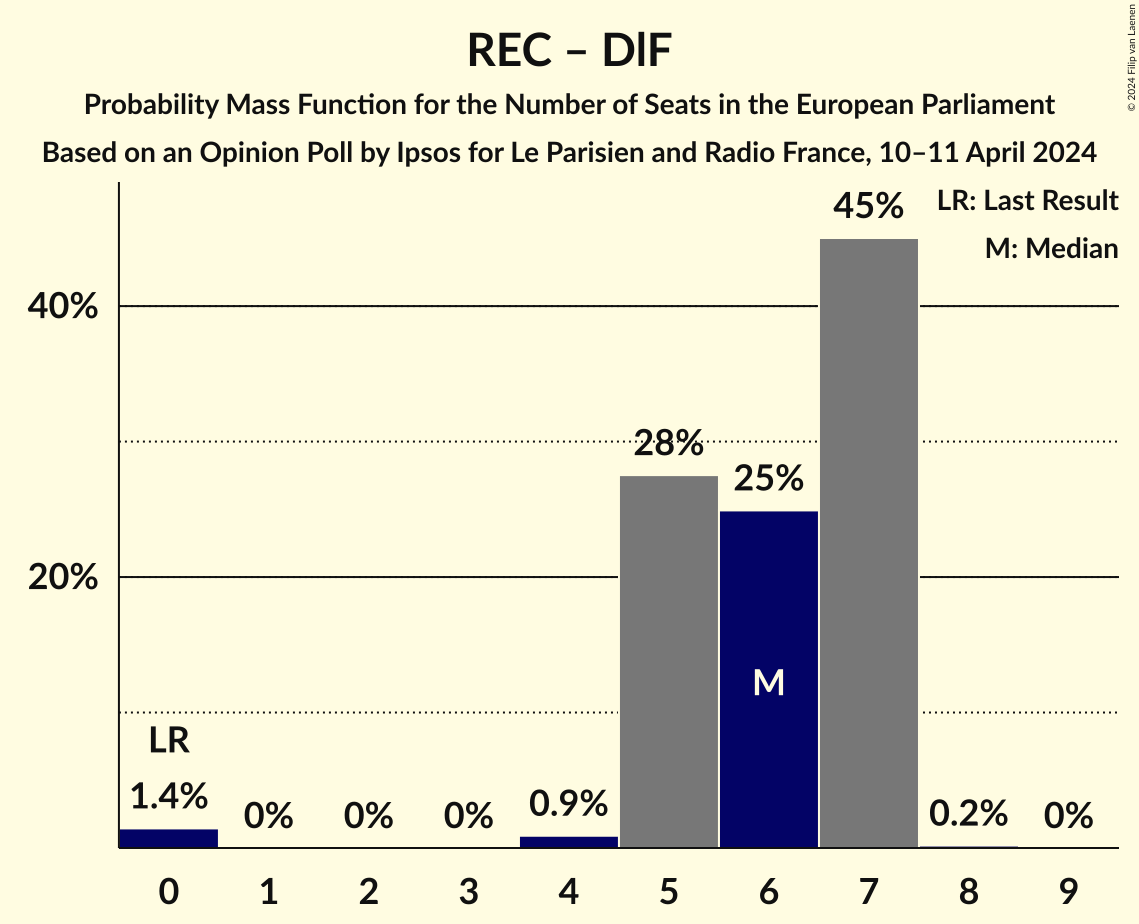 REC – DlF
Probability Mass Function for the Number of Seats in the European Parliament
Based on an Opinion Poll by Ipsos for Le Parisien and Radio France, 10–11 April 2024
© 2024 Filip van Laenen
LR: Last Result
M: Median
45%
40%
28%
25%
20%
M
LR
1.4%
0%
0%
0%
0.9%
0.2%
0%
0 1 2 3 4 5 6 7 8 9